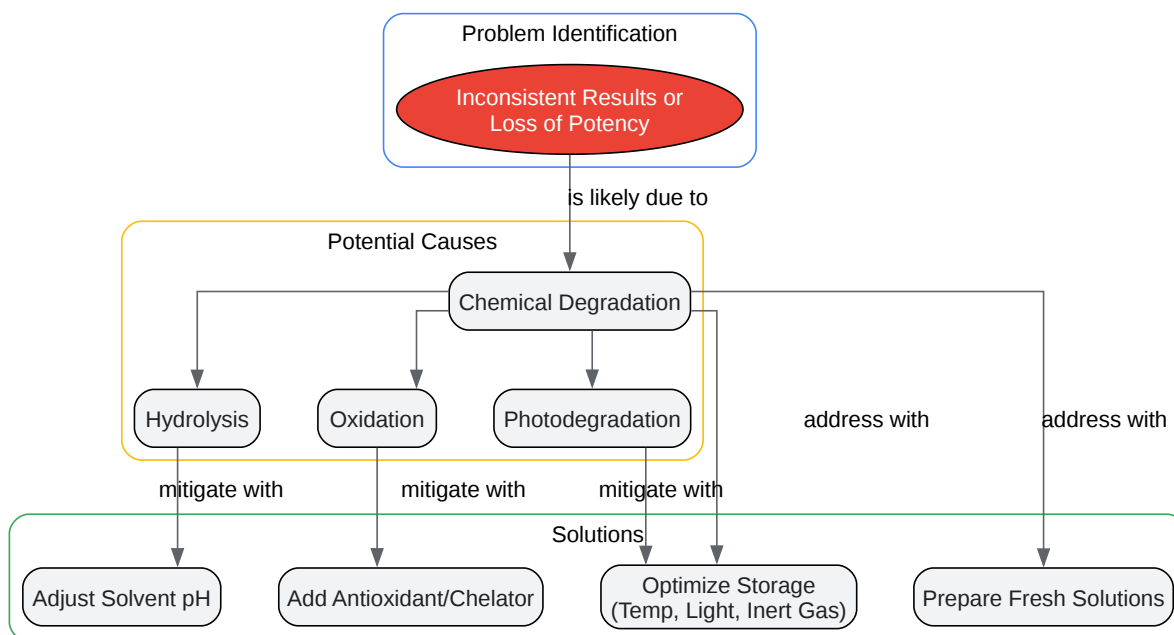 Problem Identification
Inconsistent Results or
Loss of Potency
is likely due to
Potential Causes
Chemical Degradation
Hydrolysis
Oxidation
Photodegradation
address with
address with
mitigate with
mitigate with
mitigate with
Solutions
Adjust Solvent pH
Add Antioxidant/Chelator
Optimize Storage
(Temp, Light, Inert Gas)
Prepare Fresh Solutions